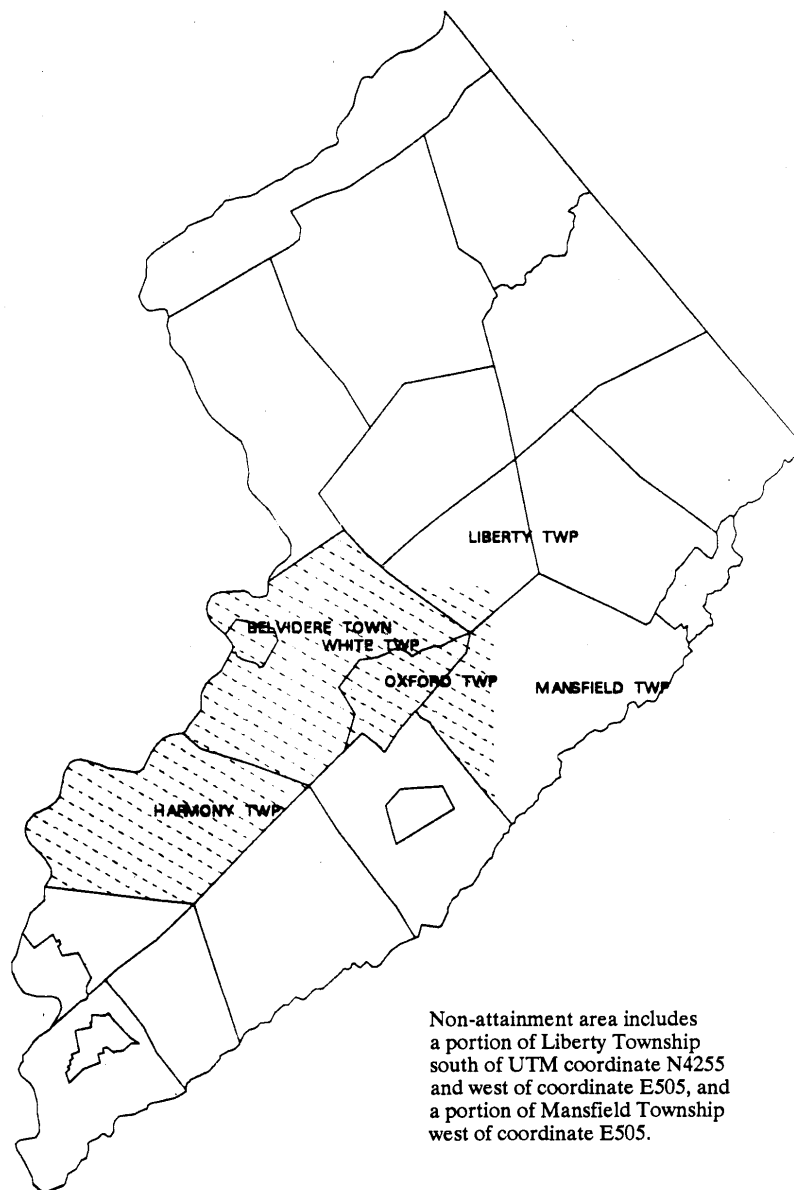 LIBERTY TWP
BELVIDERE TOWN
WHITE TWP
OXFORD TWP
MANSFIELD TWP
HARMONY TWP
Non-attainment area includes
a portion of Liberty Township
south of UTM coordinate N4255
and west of coordinate E505, and
a portion of Mansfield Township
west of coordinate E505.